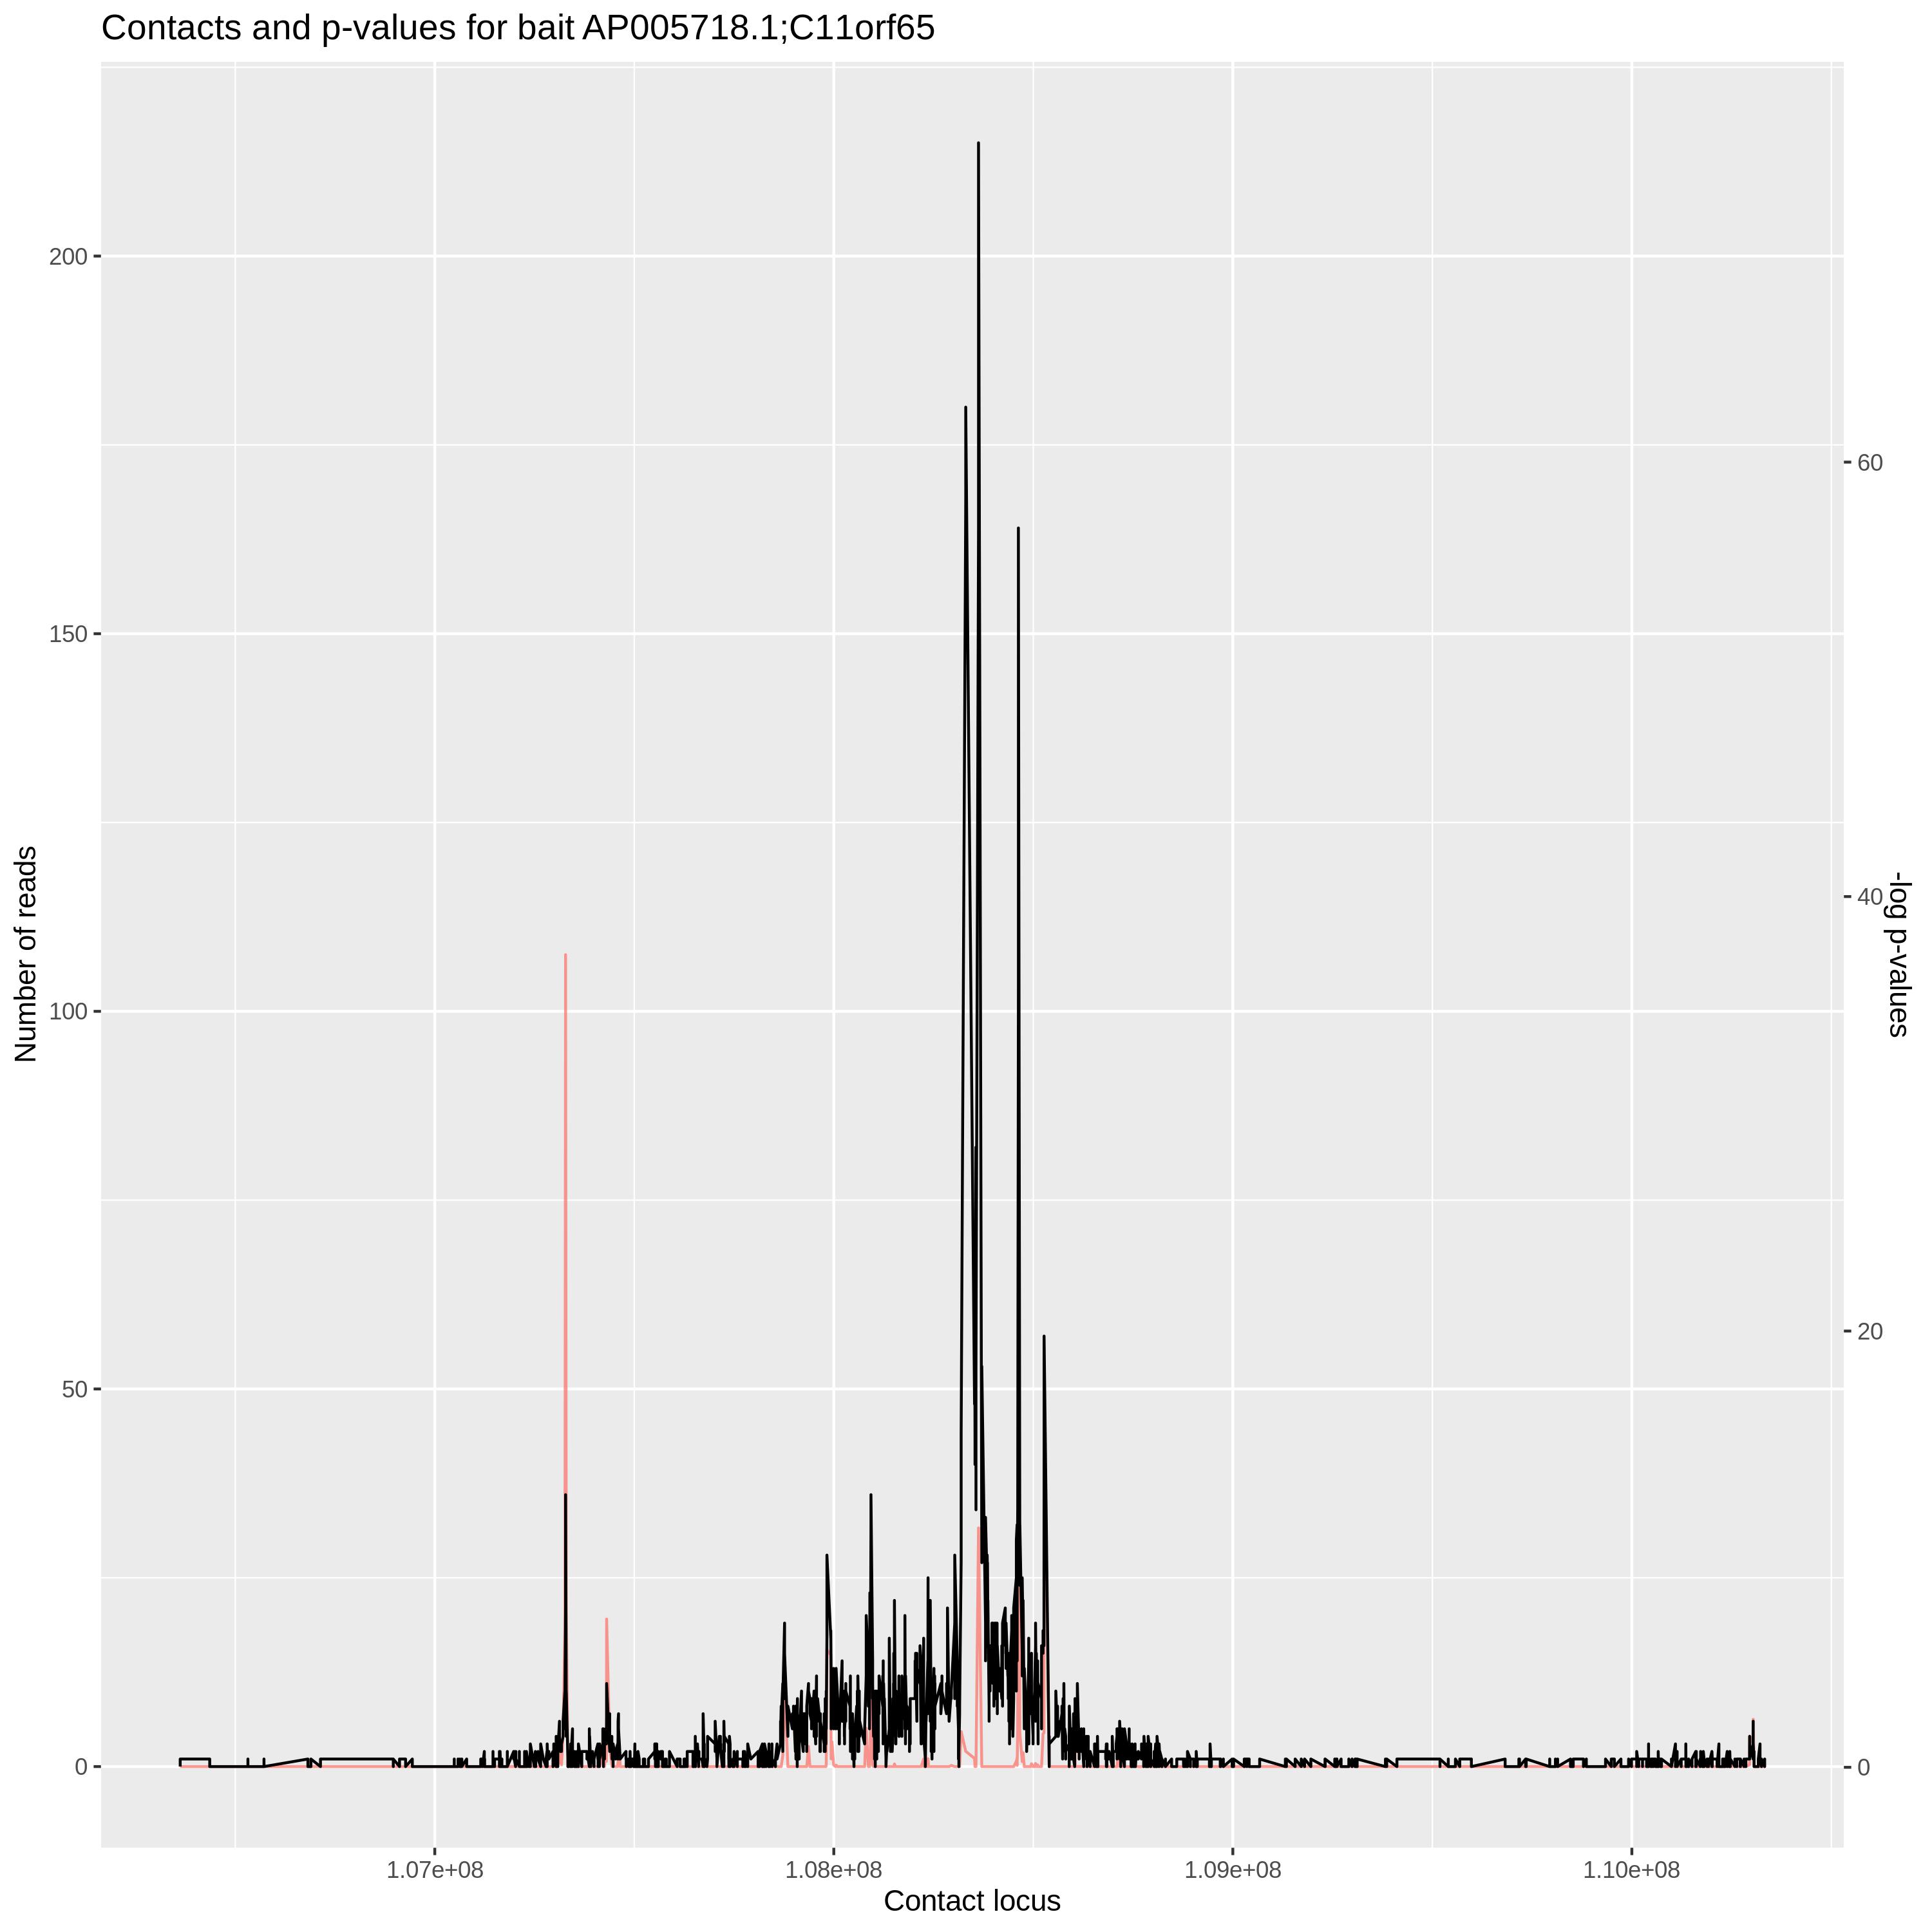 Contacts and p-values for bait AP005718.1;C11orf65
200
150
100
50
0
Number of reads
60
40
20
0
-log p-values
1.07e+08
1.08e+08
1.09e+08
1.10e+08
Contact locus